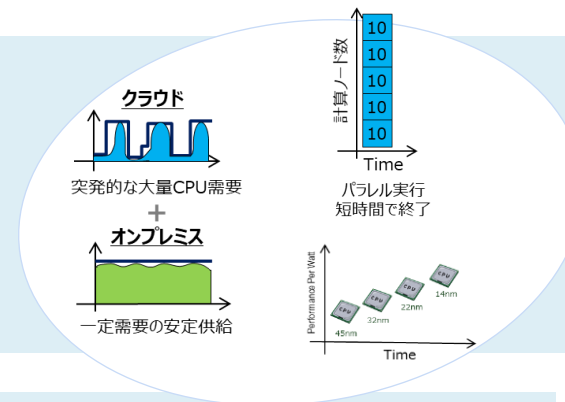 クラウド
突発的な大量CPU需要
+
オンプレミス
一定需要の安定供給
計算ノード数
10
10
10
10
10
Time
パラレル実行
短時間で終了
Performance Per Watt
CPU
45nm
CPU
32nm
CPU
22nm
CPU
14nm
Time